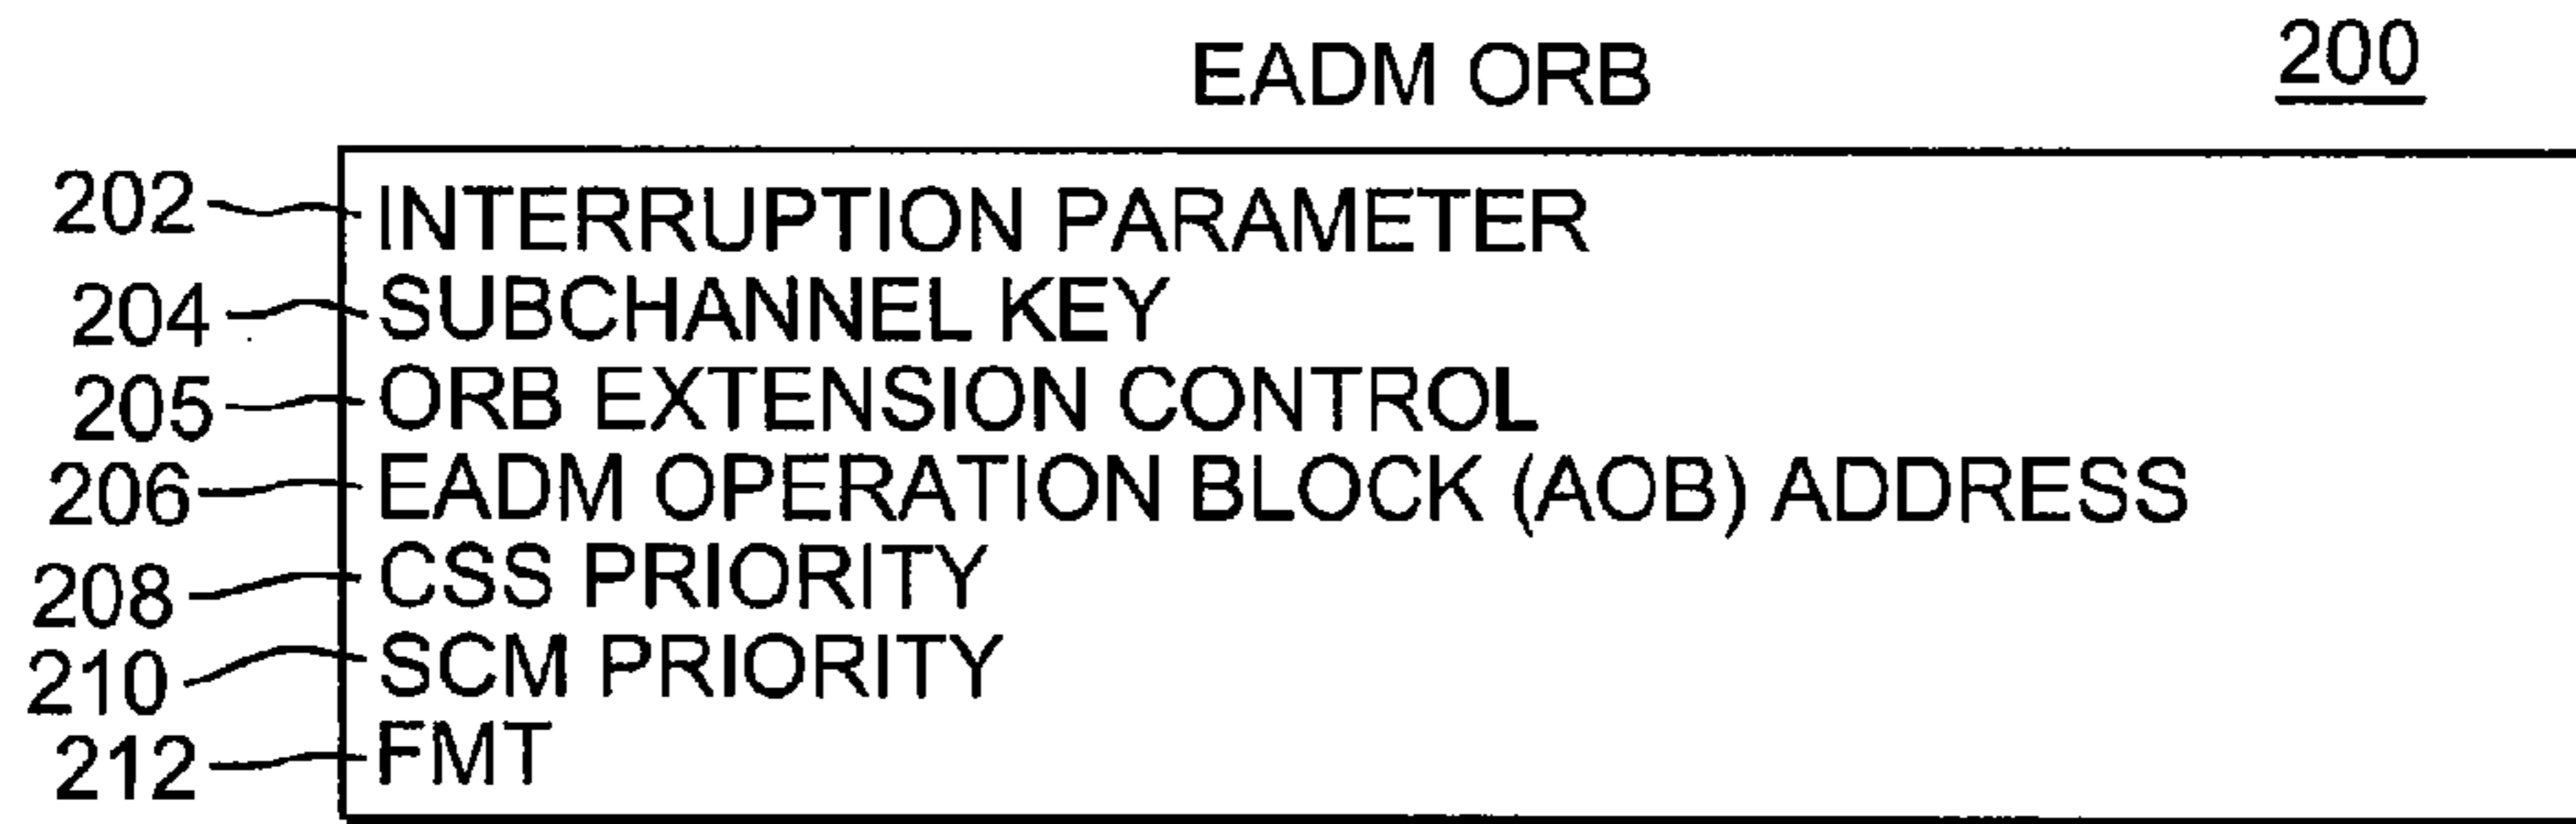 EADM ORB 200
202 INTERRUPTION PARAMETER
204 SUBCHANNEL KEY
205 ORB EXTENSION CONTROL
206 EADM OPERATION BLOCK (AOB) ADDRESS
208 CSS PRIORITY
210 SCM PRIORITY
212 FMT